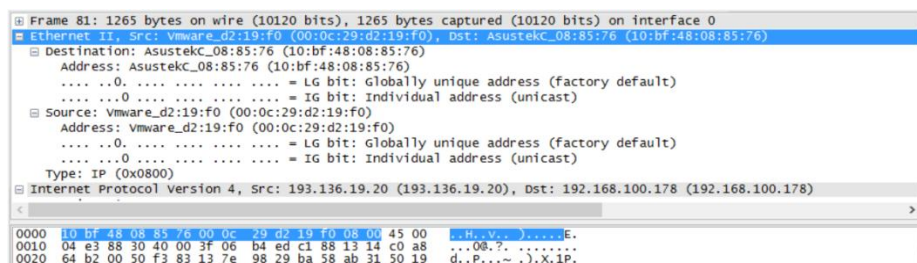 Frame 81: 1265 bytes on wire (10120 bits), 1265 bytes captured (10120 bits) on interface 0
Ethernet II, Src: Vmware_d2:19:f0 (00:0c:29:d2:19:f0), Dst: AsustekC_08:85:76 (10:bf:48:08:85:76)
Destination: AsustekC_08:85:76 (10:bf:48:08:85:76)
Address: AsustekC_08:85:76 (10:bf:48:08:85:76)
.... ..0. .... .... .... .... = LG bit: Globally unique address (factory default)
.... ...0 .... .... .... .... = IG bit: Individual address (unicast)
Source: Vmware_d2:19:f0 (00:0c:29:d2:19:f0)
Address: Vmware_d2:19:f0 (00:0c:29:d2:19:f0)
.... ..0. .... .... .... .... = LG bit: Globally unique address (factory default)
.... ...0 .... .... .... .... = IG bit: Individual address (unicast)
Type: IP (0x0800)
Internet Protocol Version 4, Src: 193.136.19.20 (193.136.19.20), Dst: 192.168.100.178 (192.168.100.178)
0000 10 bf 48 08 85 76 00 0c 29 d2 19 f0 08 00 45 00 ..H..v.. ).....E.
0010 04 e3 88 30 40 00 3f 06 b4 ed c1 88 13 14 c0 a8 ...0@.?. ........
0020 64 b2 00 50 f3 83 13 7e 98 29 ba 58 ab 31 50 19 d..P...~ .).X.1P.